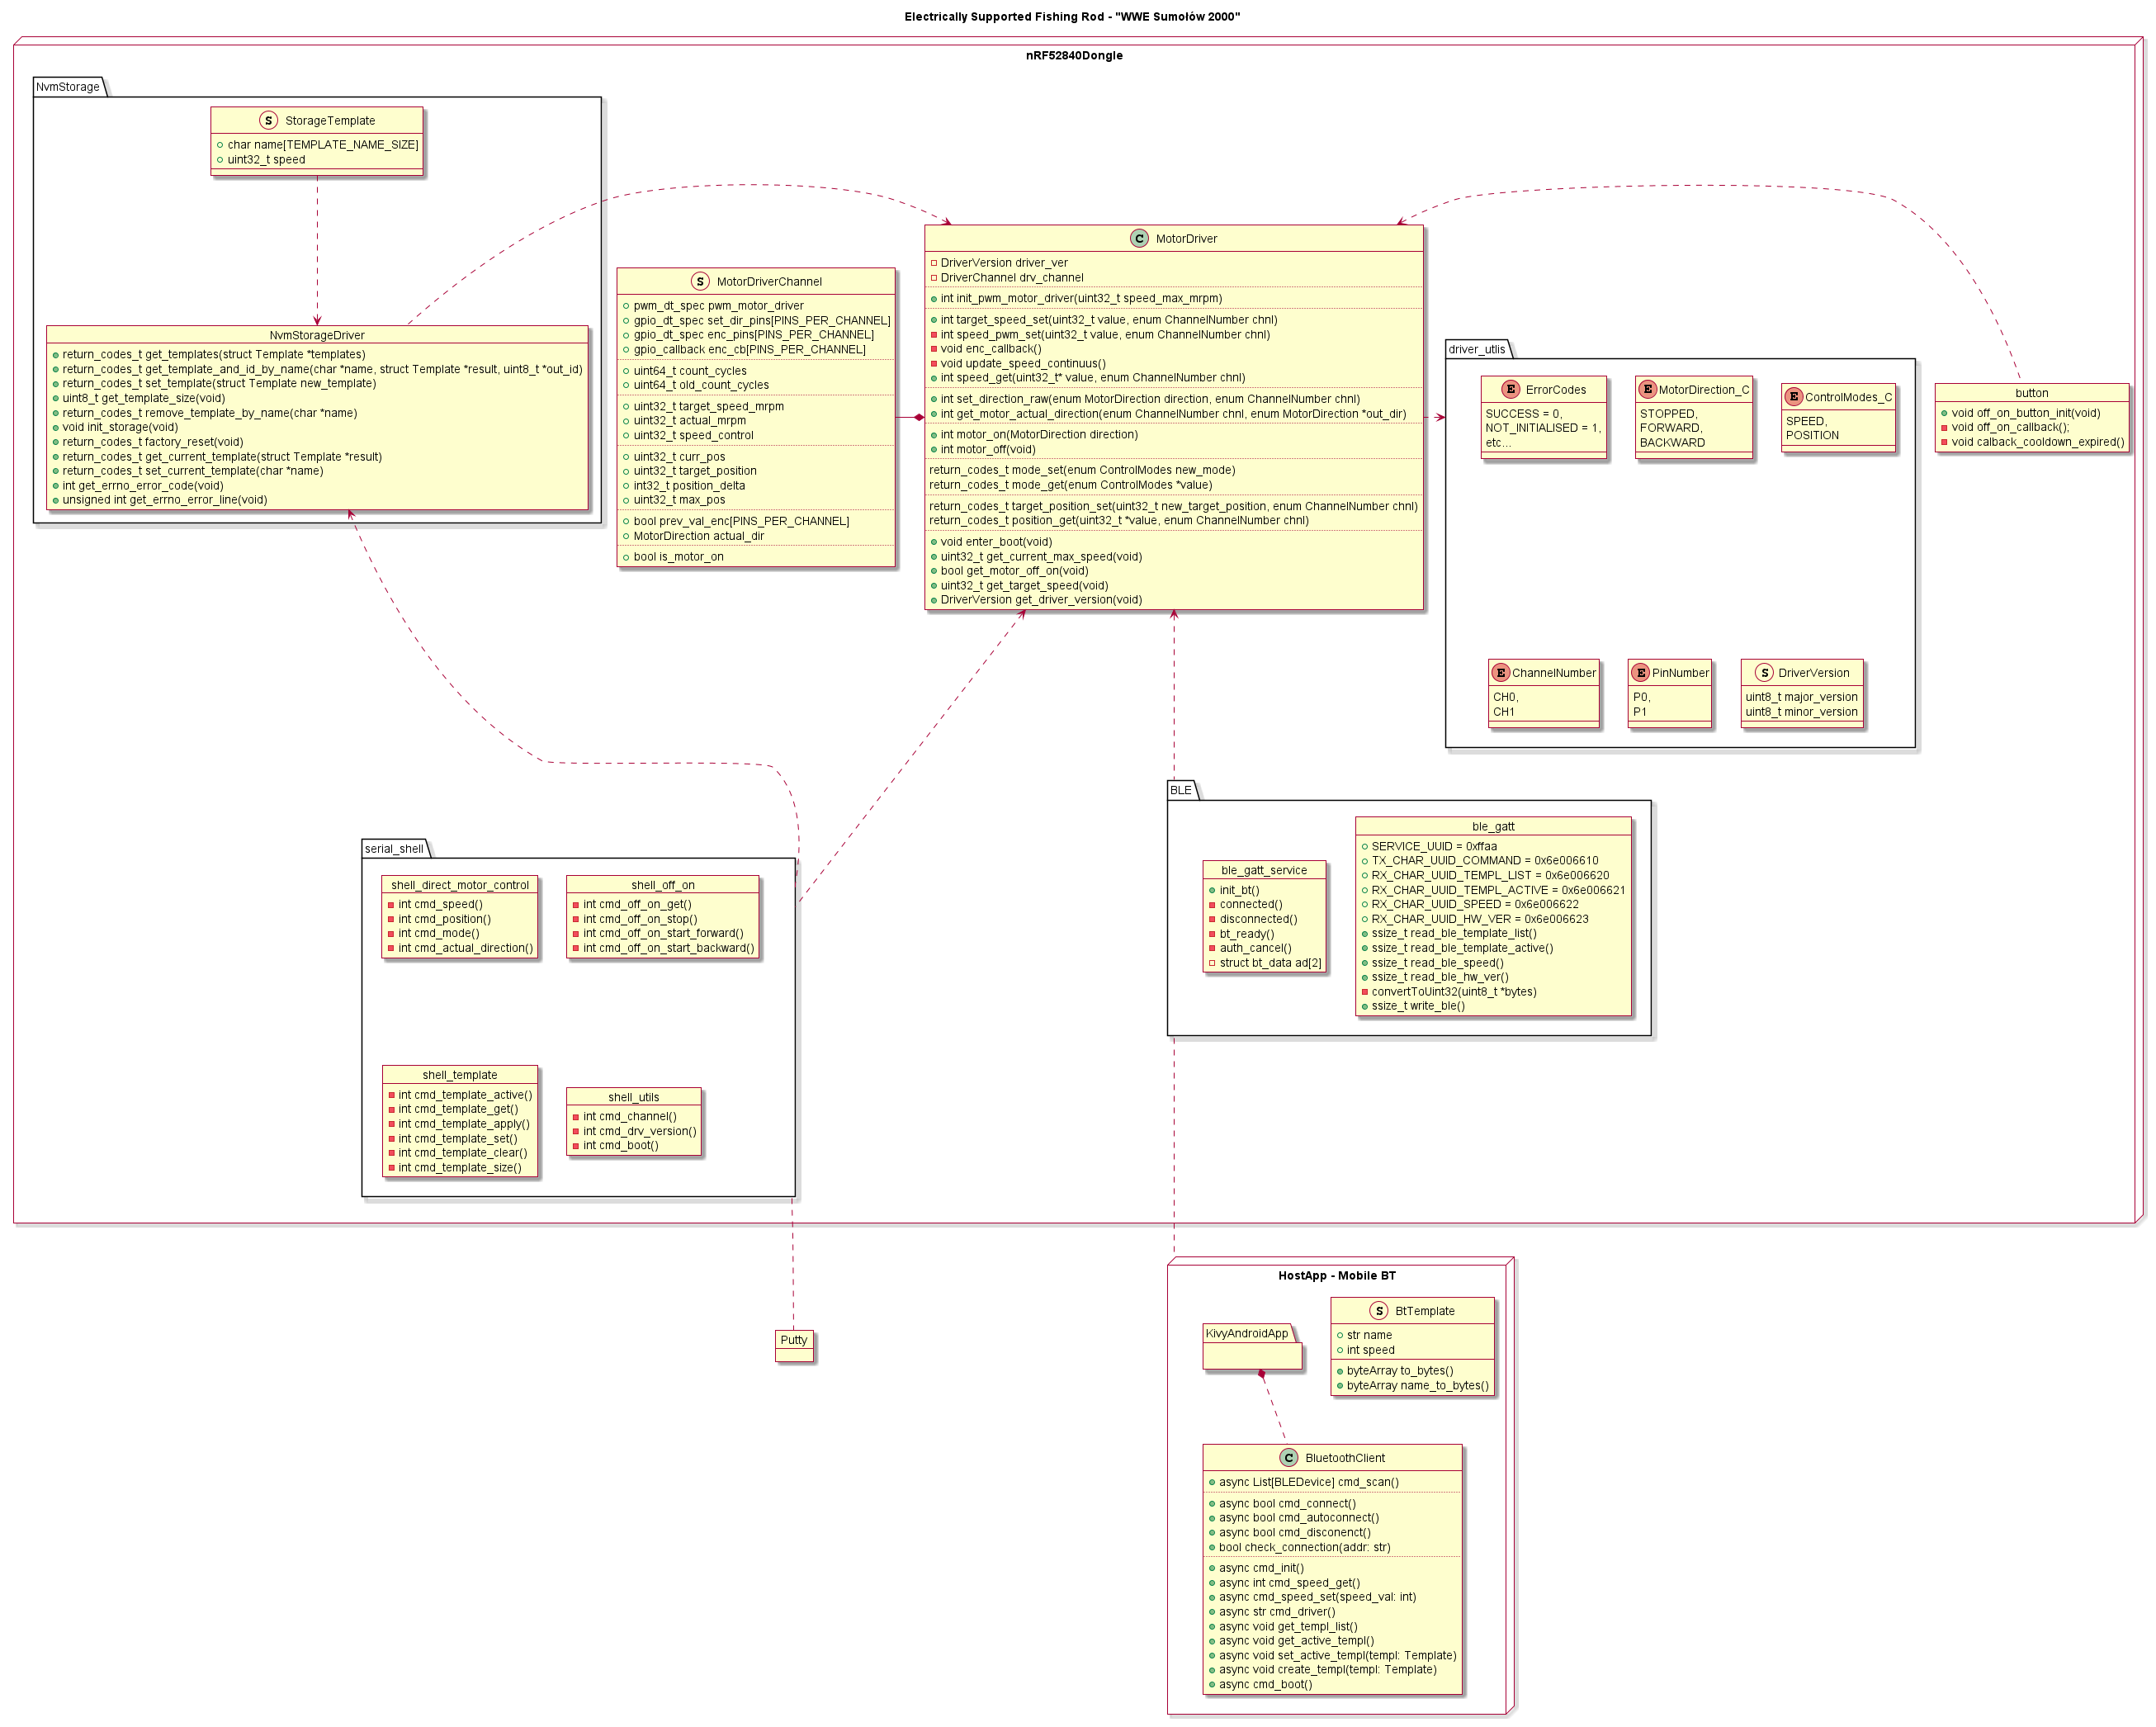 Electrically Supported Fishing Rod - "WWE Sumołów 2000"
nRF52840Dongle
NvmStorage
S StorageTemplate
char name[TEMPLATE_NAME_SIZE]
uint32_t speed
NvmStorageDriver
return_codes_t get_templates(struct Template *templates)
return_codes_t get_template_and_id_by_name(char *name, struct Template *result, uint8_t *out_id)
return_codes_t set_template(struct Template new_template)
uint8_t get_template_size(void)
return_codes_t remove_template_by_name(char *name)
void init_storage(void)
return_codes_t factory_reset(void)
return_codes_t get_current_template(struct Template *result)
return_codes_t set_current_template(char *name)
int get_errno_error_code(void)
unsigned int get_errno_error_line(void)
S MotorDriverChannel
pwm_dt_spec pwm_motor_driver
gpio_dt_spec set_dir_pins[PINS_PER_CHANNEL]
gpio_dt_spec enc_pins[PINS_PER_CHANNEL]
gpio_callback enc_cb[PINS_PER_CHANNEL]
uint64_t count_cycles
uint64_t old_count_cycles
uint32_t target_speed_mrpm
uint32_t actual_mrpm
uint32_t speed_control
uint32_t curr_pos
uint32_t target_position
int32_t position_delta
uint32_t max_pos
bool prev_val_enc[PINS_PER_CHANNEL]
MotorDirection actual_dir
bool is_motor_on
C MotorDriver
DriverVersion driver_ver
DriverChannel drv_channel
int init_pwm_motor_driver(uint32_t speed_max_mrpm)
int target_speed_set(uint32_t value, enum ChannelNumber chnl)
int speed_pwm_set(uint32_t value, enum ChannelNumber chnl)
void enc_callback()
void update_speed_continuus()
int speed_get(uint32_t* value, enum ChannelNumber chnl)
int set_direction_raw(enum MotorDirection direction, enum ChannelNumber chnl)
int get_motor_actual_direction(enum ChannelNumber chnl, enum MotorDirection *out_dir)
int motor_on(MotorDirection direction)
int motor_off(void)
return_codes_t mode_set(enum ControlModes new_mode)
return_codes_t mode_get(enum ControlModes *value)
return_codes_t target_position_set(uint32_t new_target_position, enum ChannelNumber chnl)
return_codes_t position_get(uint32_t *value, enum ChannelNumber chnl)
void enter_boot(void)
uint32_t get_current_max_speed(void)
bool get_motor_off_on(void)
uint32_t get_target_speed(void)
DriverVersion get_driver_version(void)
driver_utlis
E ErrorCodes
SUCCESS = 0,
NOT_INITIALISED = 1,
etc...
E MotorDirection_C
STOPPED,
FORWARD,
BACKWARD
E ControlModes_C
SPEED,
POSITION
E ChannelNumber
CH0,
CH1
E PinNumber
P0,
P1
S DriverVersion
uint8_t major_version
uint8_t minor_version
button
void off_on_button_init(void)
void off_on_callback();
void calback_cooldown_expired()
serial_shell
shell_direct_motor_control
int cmd_speed()
int cmd_position()
int cmd_mode()
int cmd_actual_direction()
shell_off_on
int cmd_off_on_get()
int cmd_off_on_stop()
int cmd_off_on_start_forward()
int cmd_off_on_start_backward()
shell_template
int cmd_template_active()
int cmd_template_get()
int cmd_template_apply()
int cmd_template_set()
int cmd_template_clear()
int cmd_template_size()
shell_utils
int cmd_channel()
int cmd_drv_version()
int cmd_boot()
BLE
ble_gatt_service
init_bt()
connected()
disconnected()
bt_ready()
auth_cancel()
struct bt_data ad[2]
ble_gatt
SERVICE_UUID = 0xffaa
TX_CHAR_UUID_COMMAND = 0x6e006610
RX_CHAR_UUID_TEMPL_LIST = 0x6e006620
RX_CHAR_UUID_TEMPL_ACTIVE = 0x6e006621
RX_CHAR_UUID_SPEED = 0x6e006622
RX_CHAR_UUID_HW_VER = 0x6e006623
ssize_t read_ble_template_list()
ssize_t read_ble_template_active()
ssize_t read_ble_speed()
ssize_t read_ble_hw_ver()
convertToUint32(uint8_t *bytes)
ssize_t write_ble()
Putty
HostApp - Mobile BT
KivyAndroidApp
S BtTemplate
str name
int speed
byteArray to_bytes()
byteArray name_to_bytes()
C BluetoothClient
async List[BLEDevice] cmd_scan()
async bool cmd_connect()
async bool cmd_autoconnect()
async bool cmd_disconenct()
bool check_connection(addr: str)
async cmd_init()
async int cmd_speed_get()
async cmd_speed_set(speed_val: int)
async str cmd_driver()
async void get_templ_list()
async void get_active_templ()
async void set_active_templ(templ: Template)
async void create_templ(templ: Template)
async cmd_boot()